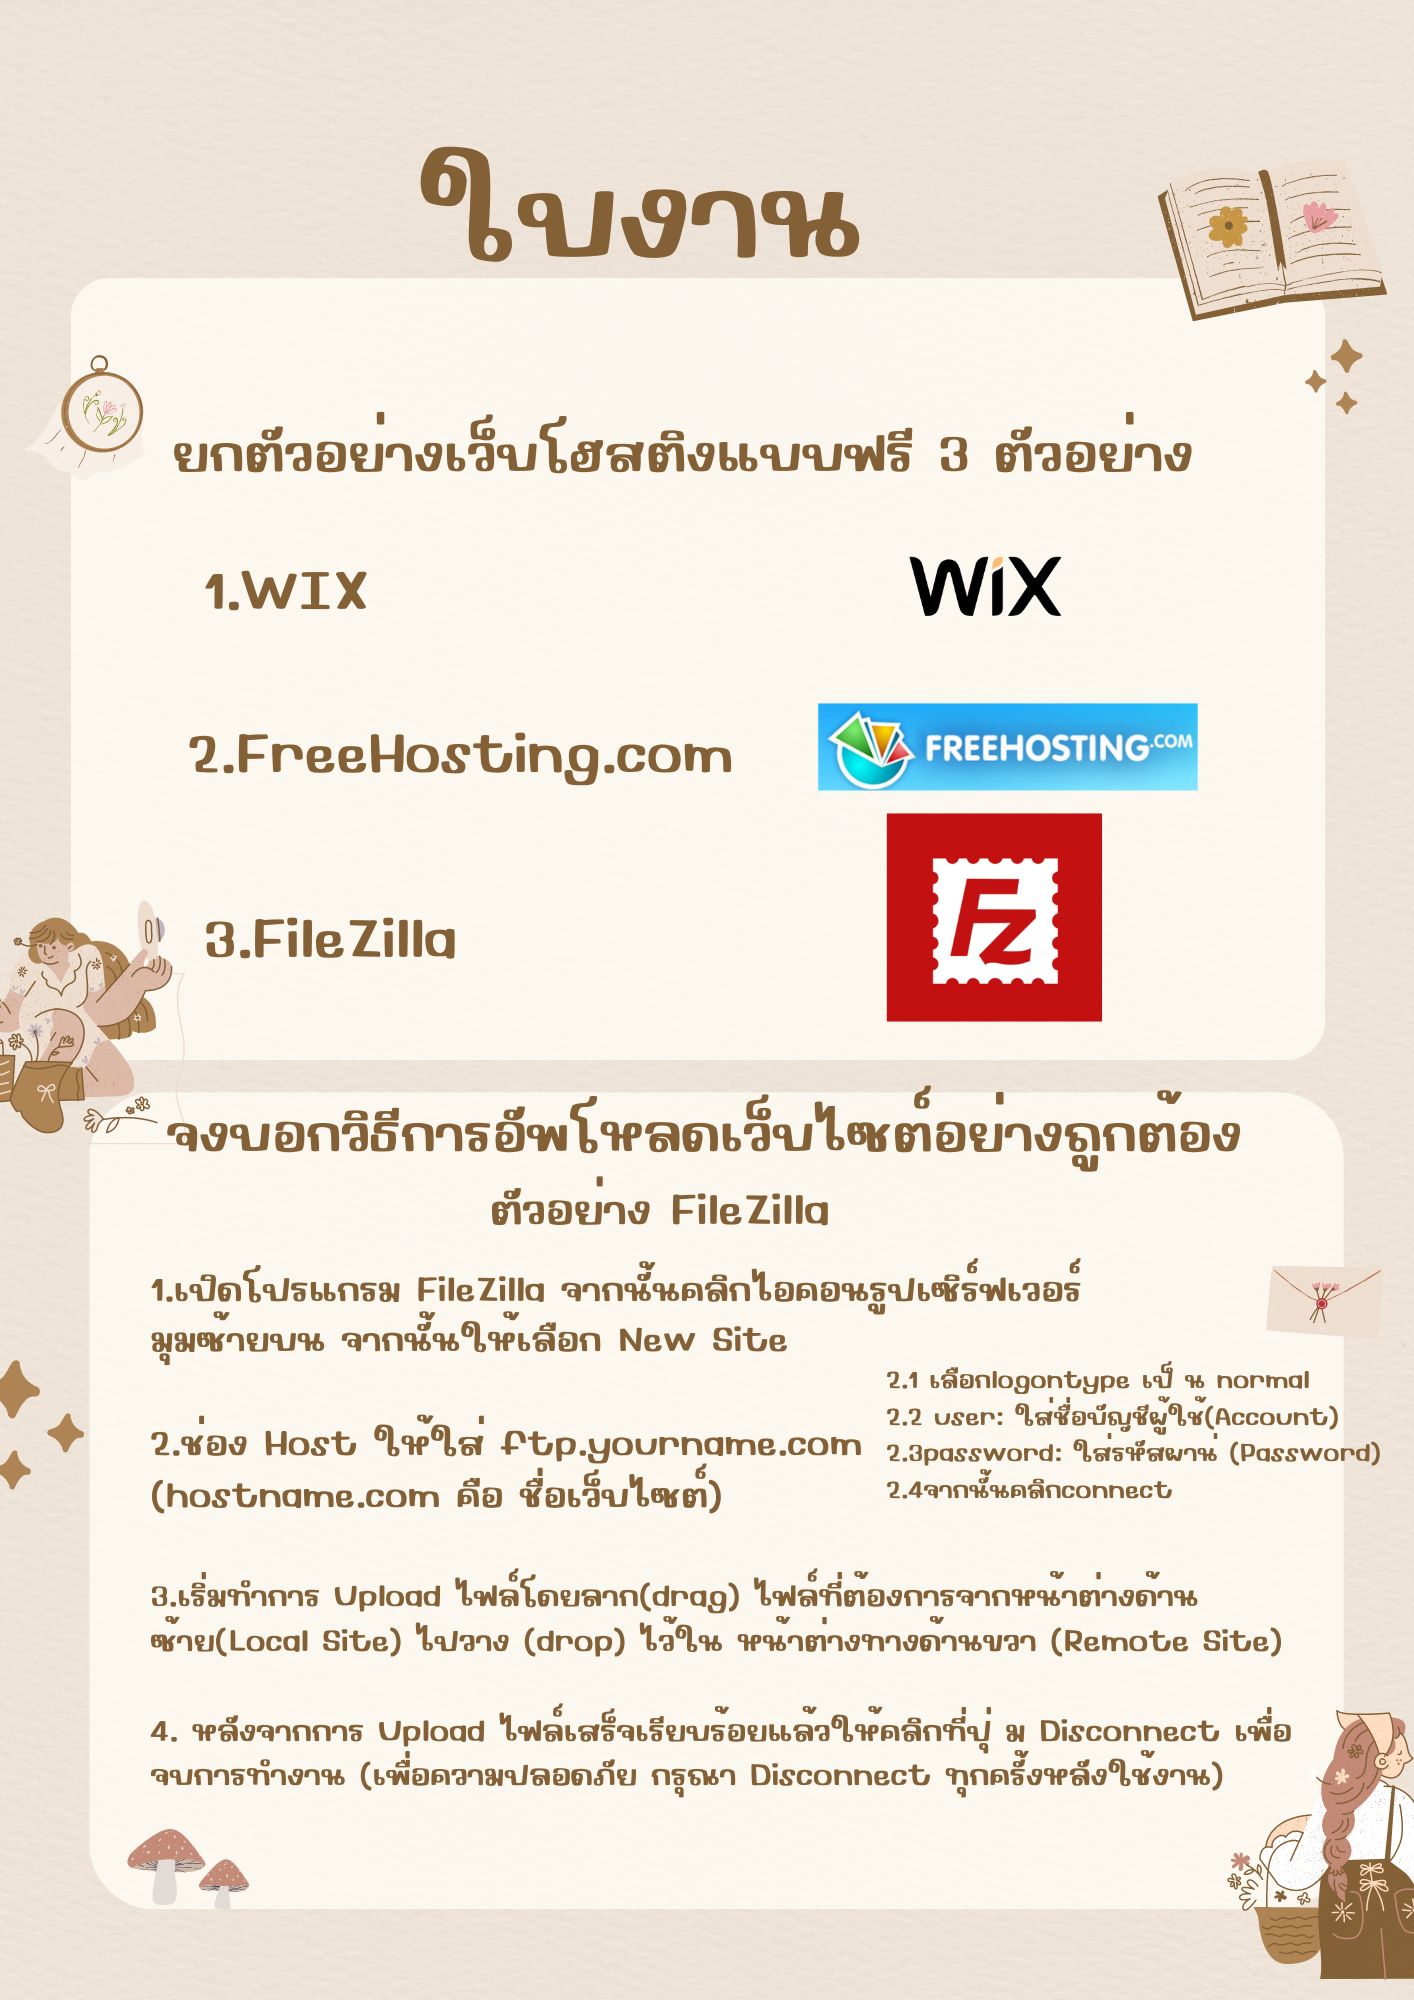 ใบงาน
ยกตัวอย่างเว็บโฮสติงแบบฟรี 3 ตัวอย่าง
1.WIX
WiX
2.FreeHosting.com
FREEHOSTING.COM
3.FileZilla
FZ
จงบอกวิธีการอัพโหลดเว็บไซต์อย่างถูกต้อง
ตัวอย่าง FileZilla
1.เปิดโปรแกรม FileZilla จากนั้นคลิกไอคอนรูปเซิร์ฟเวอร์
มุมซ้ายบน จากนั้นให้เลือก New Site
2.ช่อง Host ให้ใส่ ftp.yourname.com
(hostname.com คือ ชื่อเว็บไซต์)
2.1 เลือกlogontype เป็ น normal
2.2 user: ใส่ชื่อบัญชีผู้ใช้(Account)
2.3password: ใส่รหัสผ่าน (Password)
2.4จากนั้นคลิกconnect
3.เริ่มทำการ Upload ไฟล์โดยลาก(drag) ไฟล์ที่ต้องการจากหน้าต่างด้าน
ซ้าย(Local Site) ไปวาง (drop) ไว้ใน หน้าต่างทางด้านขวา (Remote Site)
4. หลังจากการ Upload ไฟล์เสร็จเรียบร้อยแล้วให้คลิกที่ปุ่ ม Disconnect เพื่อ
จบการทำงาน (เพื่อความปลอดภัย กรุณา Disconnect ทุกครั้งหลังใช้งาน)